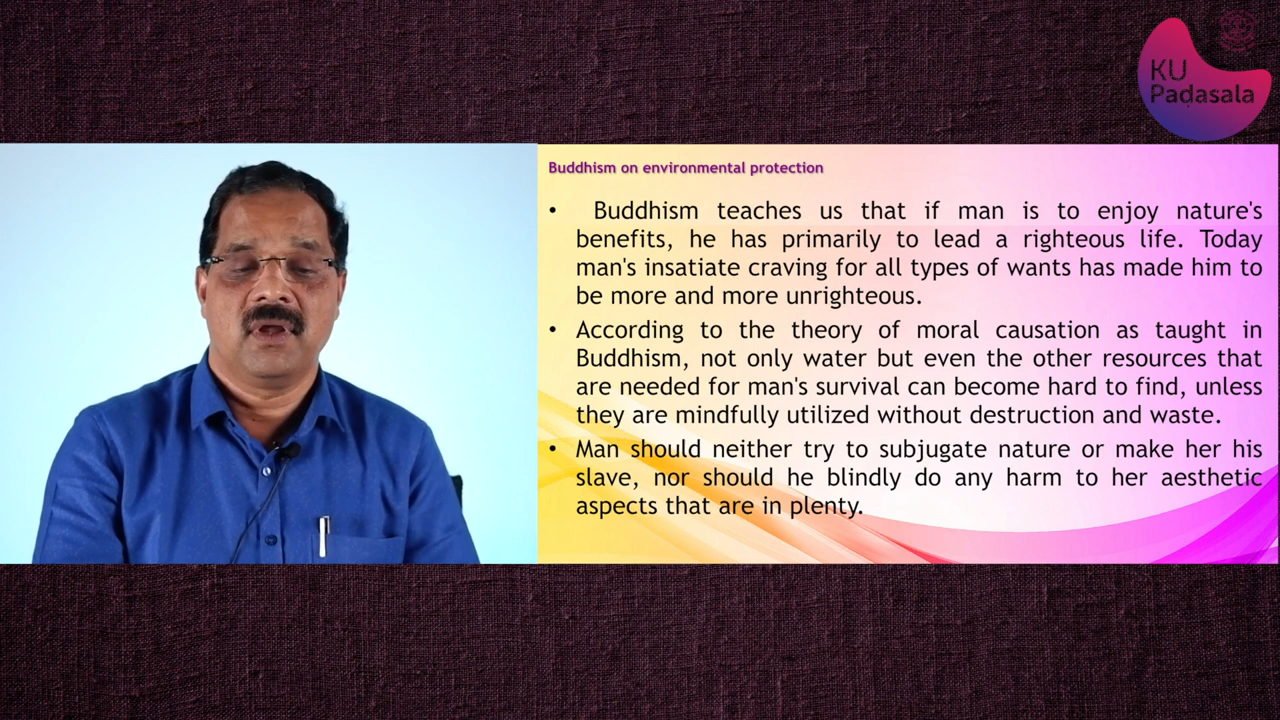 KU
Padasala
Buddhism on environmental protection
• Buddhism teaches us that if man is to enjoy nature's
benefits, he has primarily to lead a righteous life. Today
man's insatiate craving for all types of wants has made him to
be more and more unrighteous.
• According to the theory of moral causation as taught in
Buddhism, not only water but even the other resources that
are needed for man's survival can become hard to find, unless
they are mindfully utilized without destruction and waste.
• Man should neither try to subjugate nature or make her his
slave, nor should he blindly do any harm to her aesthetic
aspects that are in plenty.